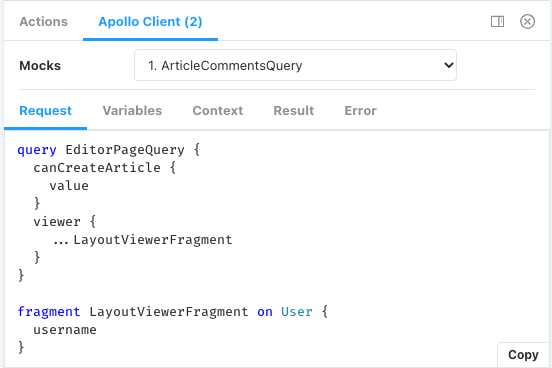 Actions Apollo Client (2)
Mocks 1. ArticleCommentsQuery
Request Variables Context Result Error
query EditorPageQuery {
  canCreateArticle {
    value
  }
  viewer {
    ...LayoutViewerFragment
  }
}

fragment LayoutViewerFragment on User {
  username
}
Copy